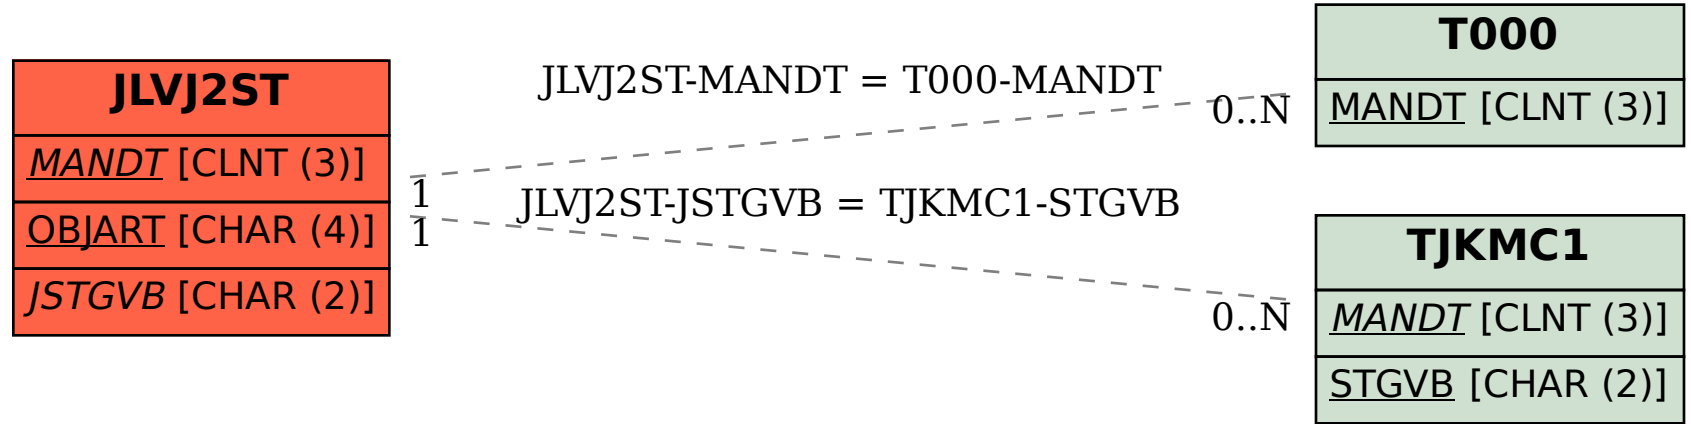 JLVJ2ST
MANDT [CLNT (3)]
OBJART [CHAR (4)]
JSTGVB [CHAR (2)]
JLVJ2ST-MANDT = T000-MANDT
0..N
1
JLVJ2ST-JSTGVB = TJKMC1-STGVB
1
0..N
T000
MANDT [CLNT (3)]
TJKMC1
MANDT [CLNT (3)]
STGVB [CHAR (2)]